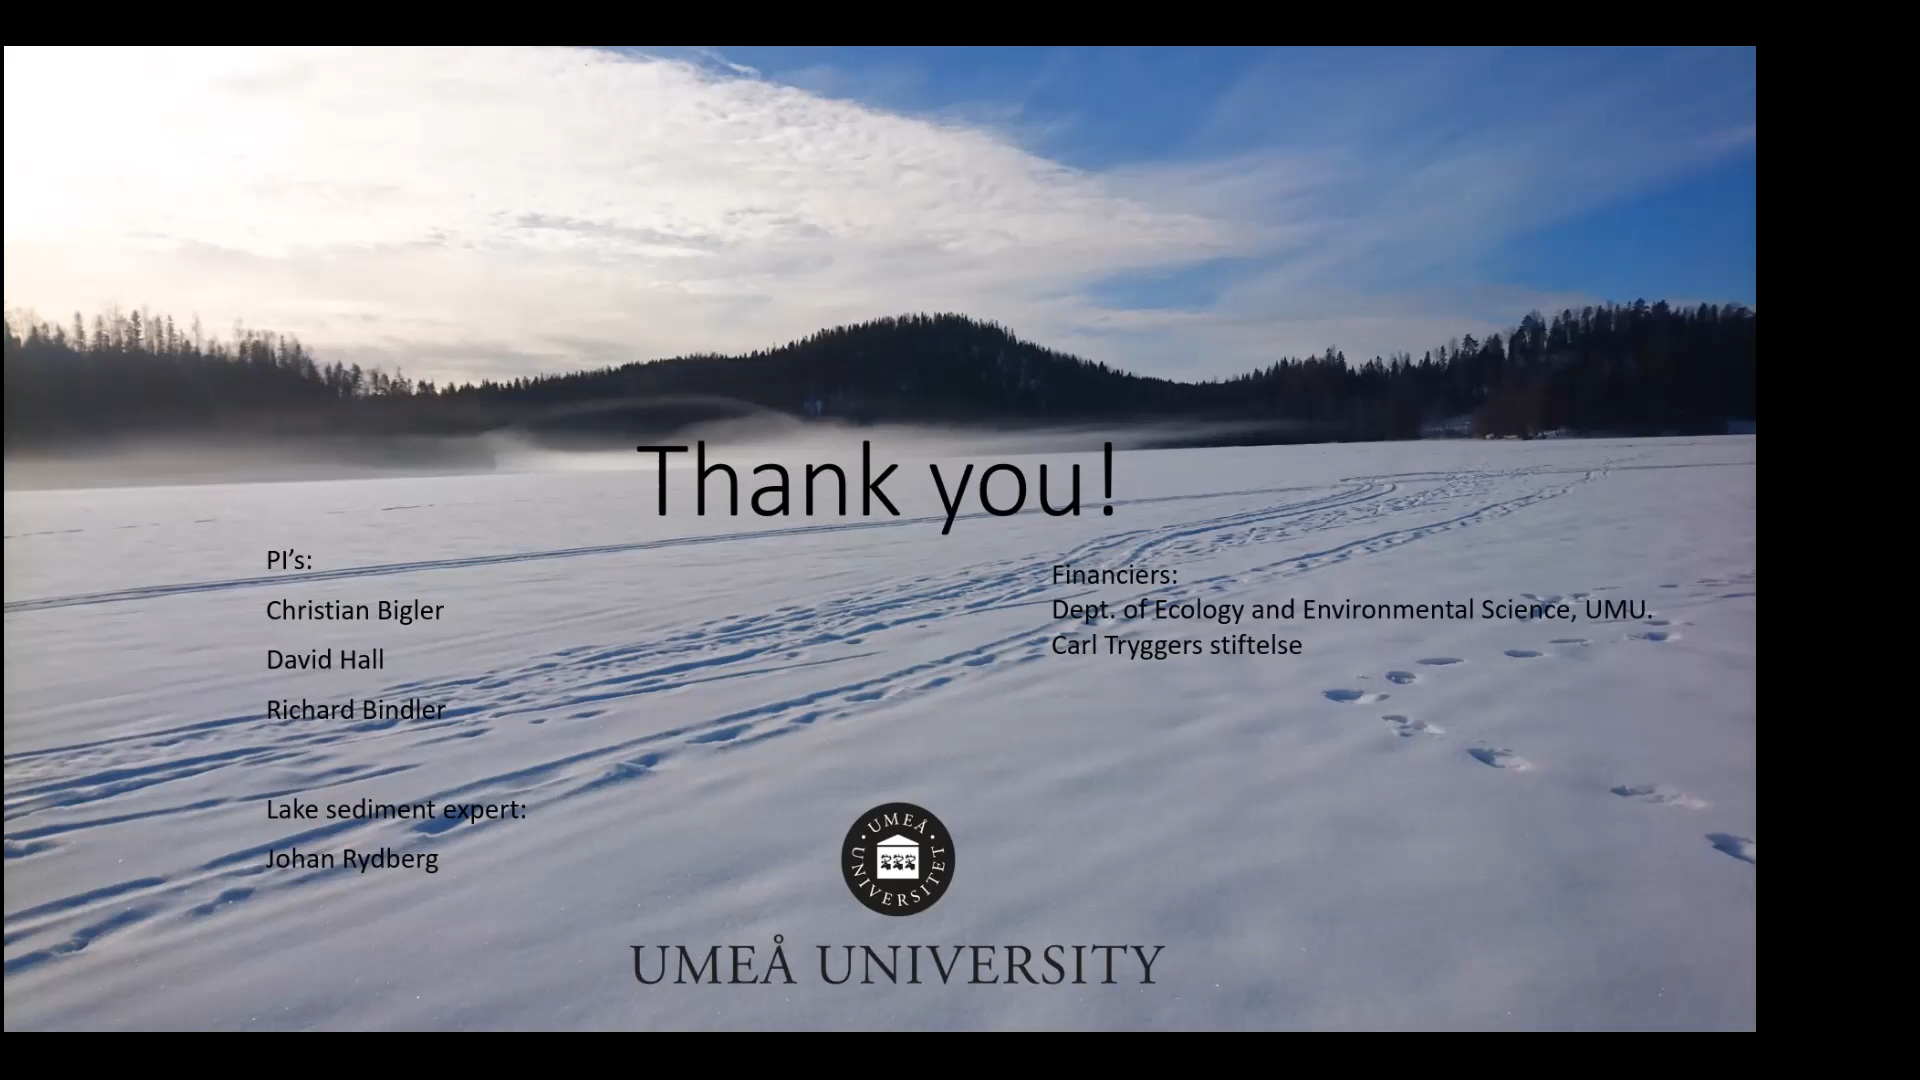 Thank you!
PI’s:
Christian Bigler
David Hall
Richard Bindler
Lake sediment expert:
Johan Rydberg
Financiers:
Dept. of Ecology and Environmental Science, UMU.
Carl Tryggers stiftelse
UMEÅ UNIVERSITET
UMEÅ UNIVERSITY